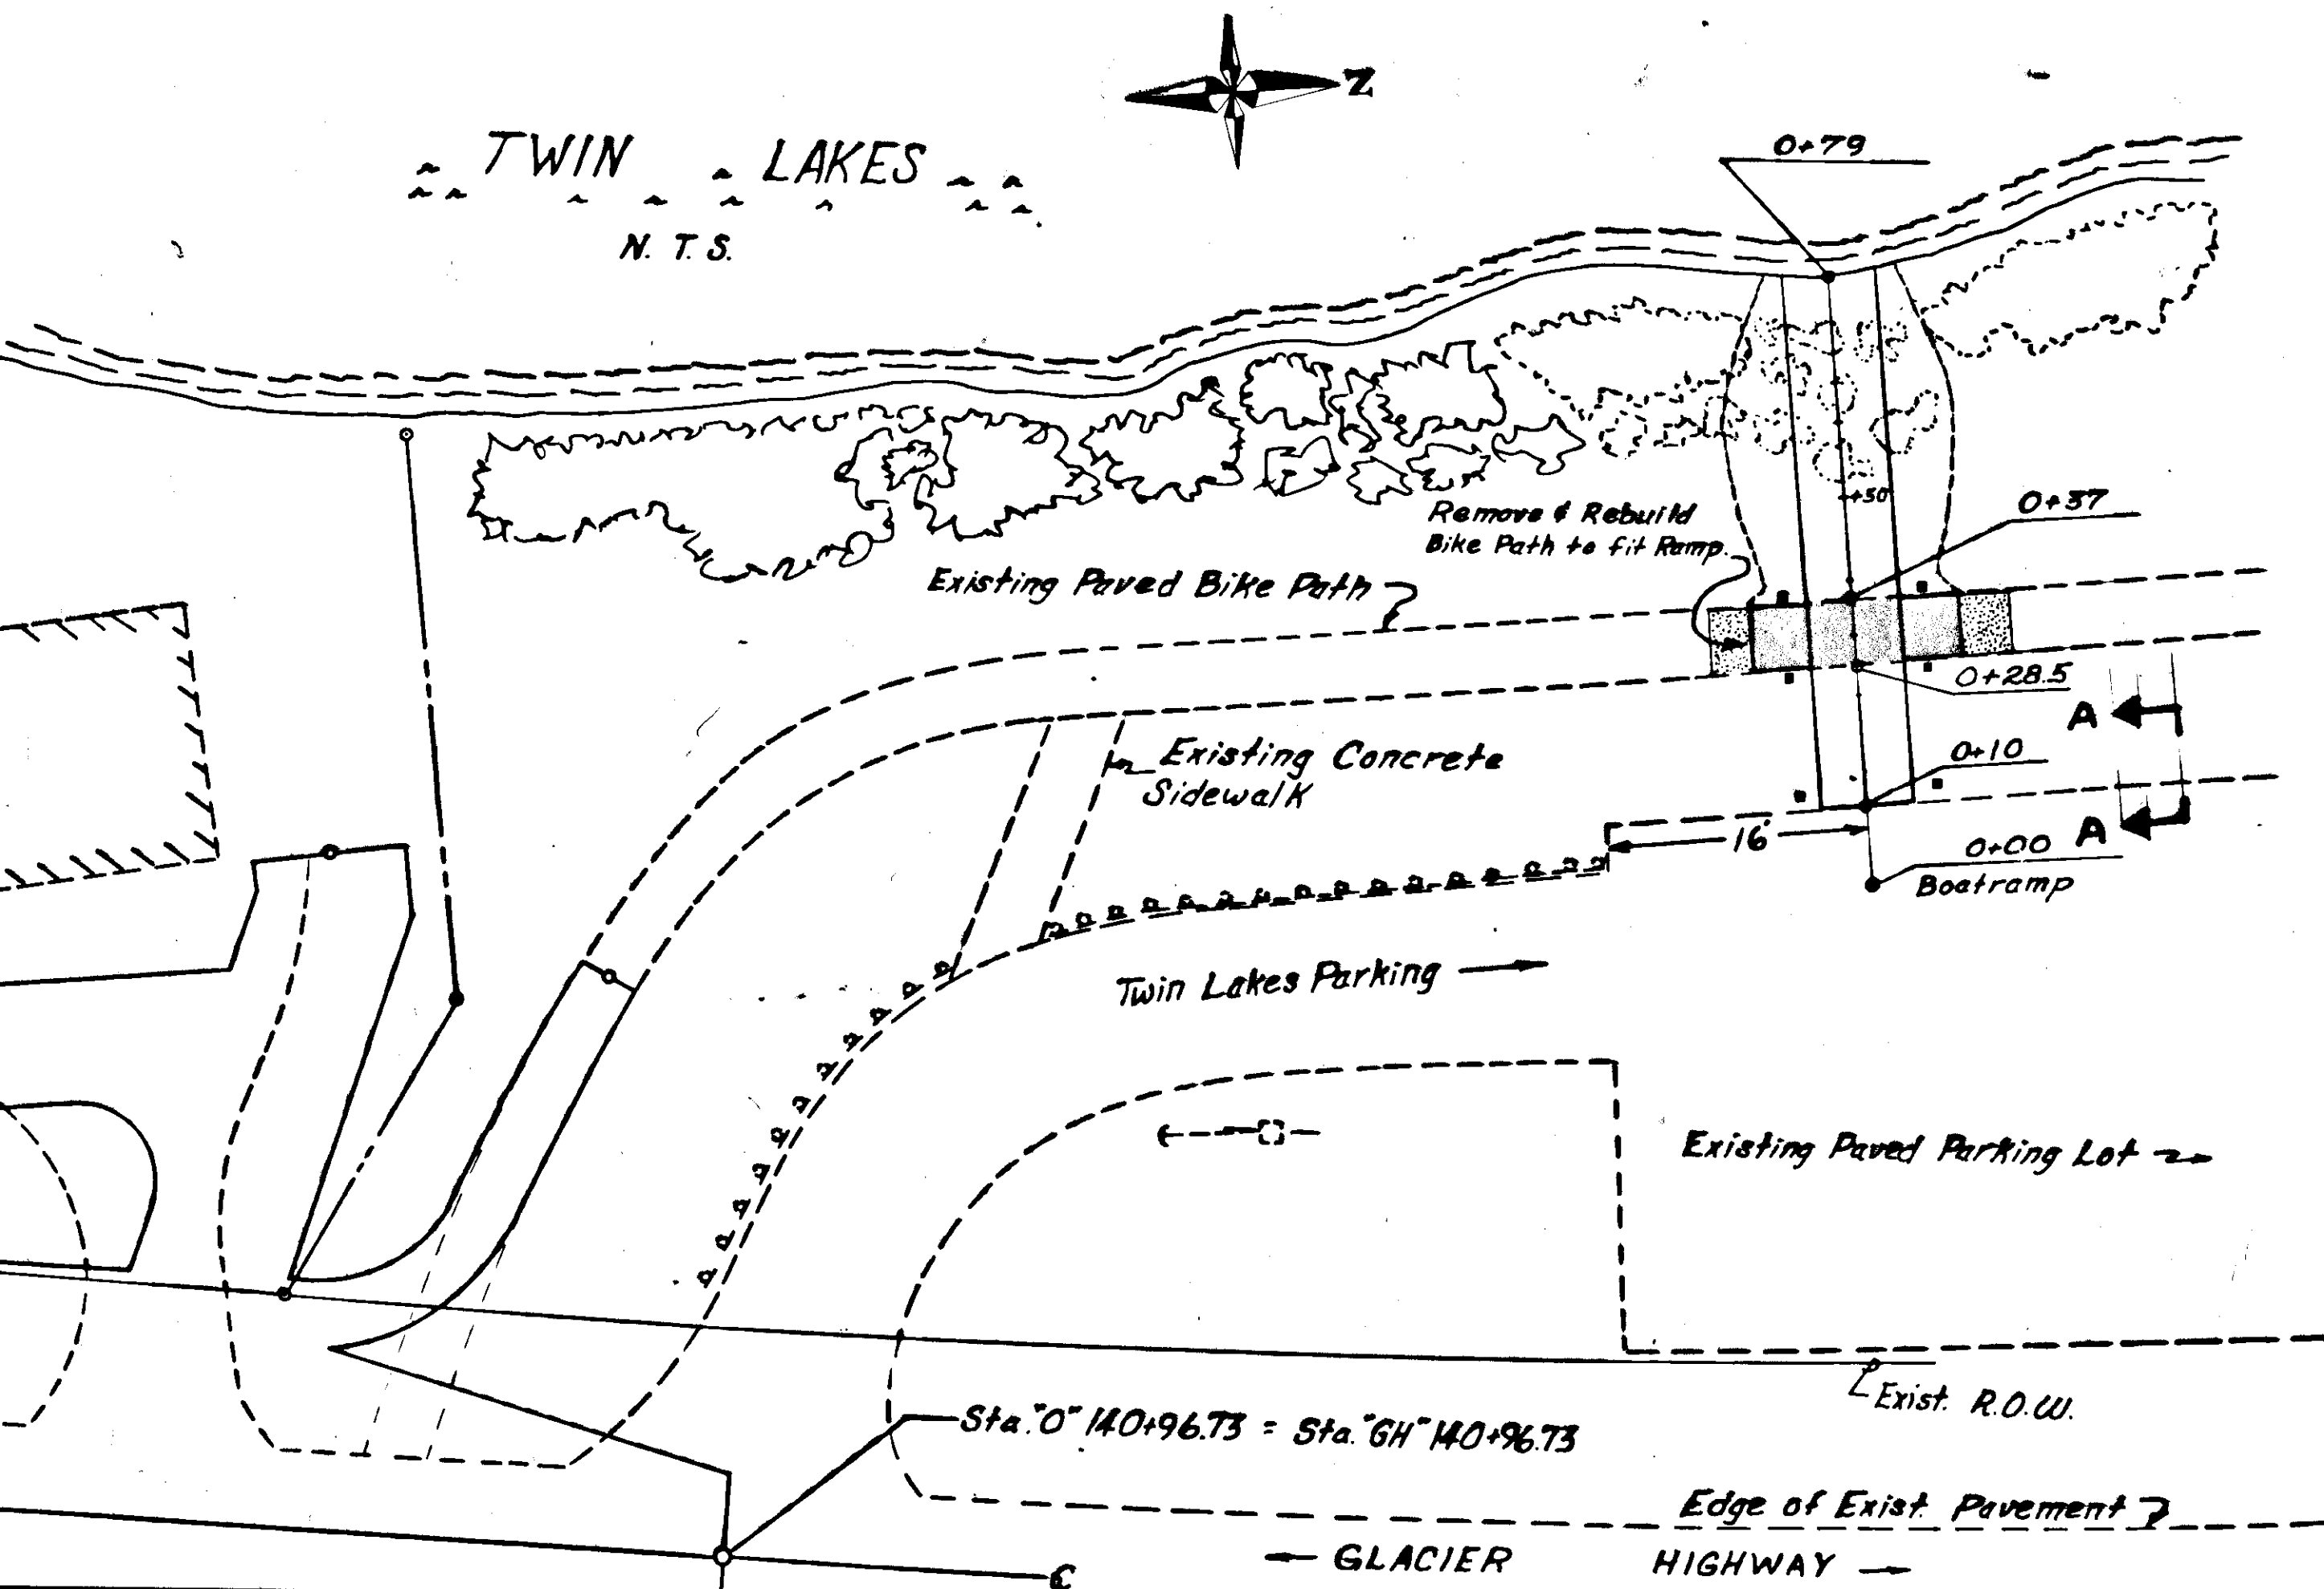 Z
TWIN LAKES
N. T. S.
0+79
+50
0+37
Remove & Rebuild
Bike Path to fit Ramp.
Existing Paved Bike Path
0+28.5
A
Existing Concrete
Sidewalk
0+10
16'
0+00
Boatramp
A
Twin Lakes Parking
Existing Paved Parking Lot
Exist. R.O.W.
Sta. "O" 140+96.73 = Sta. "GH" 140+96.73
Edge of Exist. Pavement
GLACIER HIGHWAY
℄